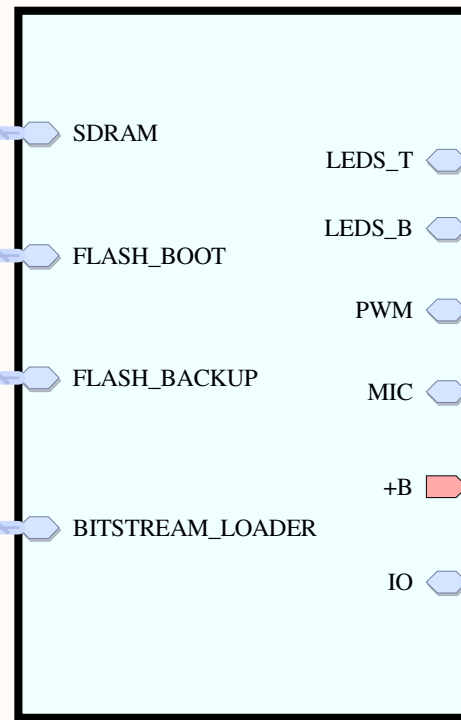 SDRAM
LEDS_T
LEDS_B
FLASH_BOOT
PWM
FLASH_BACKUP
MIC
+B
BITSTREAM_LOADER
IO